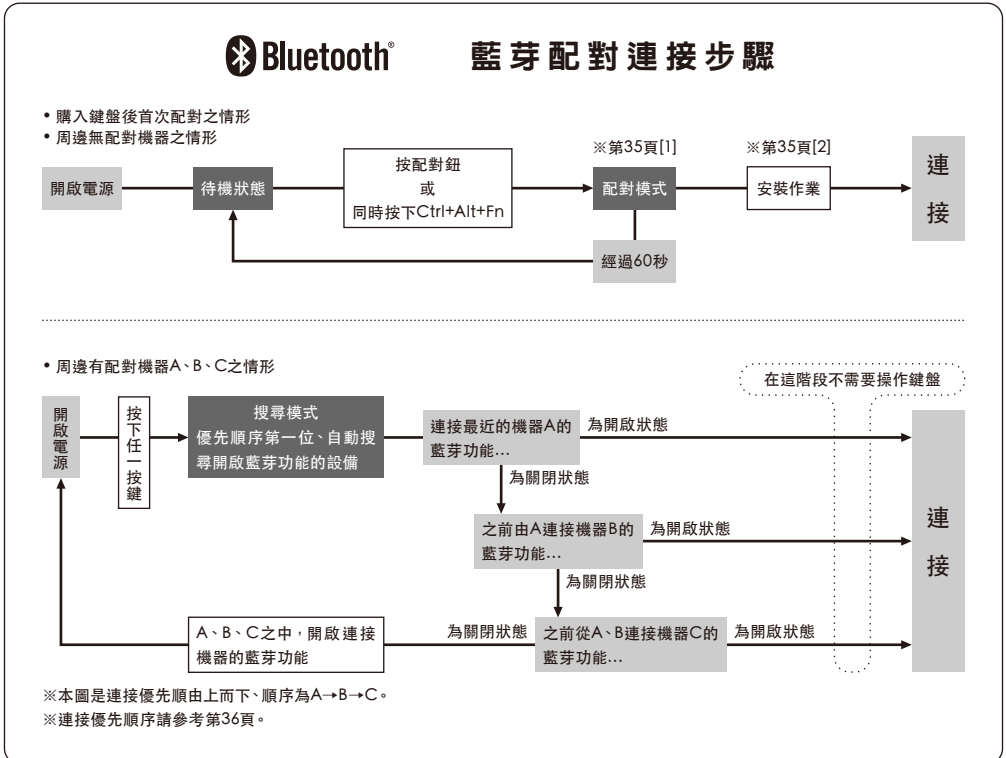 Bluetooth® 藍芽配對連接步驟
• 購入鍵盤後首次配對之情形
• 周邊無配對機器之情形
開啟電源
待機狀態
按配對鈕
或
同時按下Ctrl+Alt+Fn
※第35頁[1]
配對模式
※第35頁[2]
安裝作業
連接
經過60秒
• 周邊有配對機器A、B、C之情形
在這階段不需要操作鍵盤
開啟電源
按下任一按鍵
搜尋模式
優先順序第一位、自動搜
尋開啟藍芽功能的設備
連接最近的機器A的
藍芽功能...
為開啟狀態
為關閉狀態
之前由A連接機器B的
藍芽功能...
為開啟狀態
連接
為關閉狀態
A、B、C之中，開啟連接
機器的藍芽功能
為關閉狀態
之前從A、B連接機器C的
藍芽功能...
為開啟狀態
※本圖是連接優先順由上而下、順序為A→B→C。
※連接優先順序請參考第36頁。